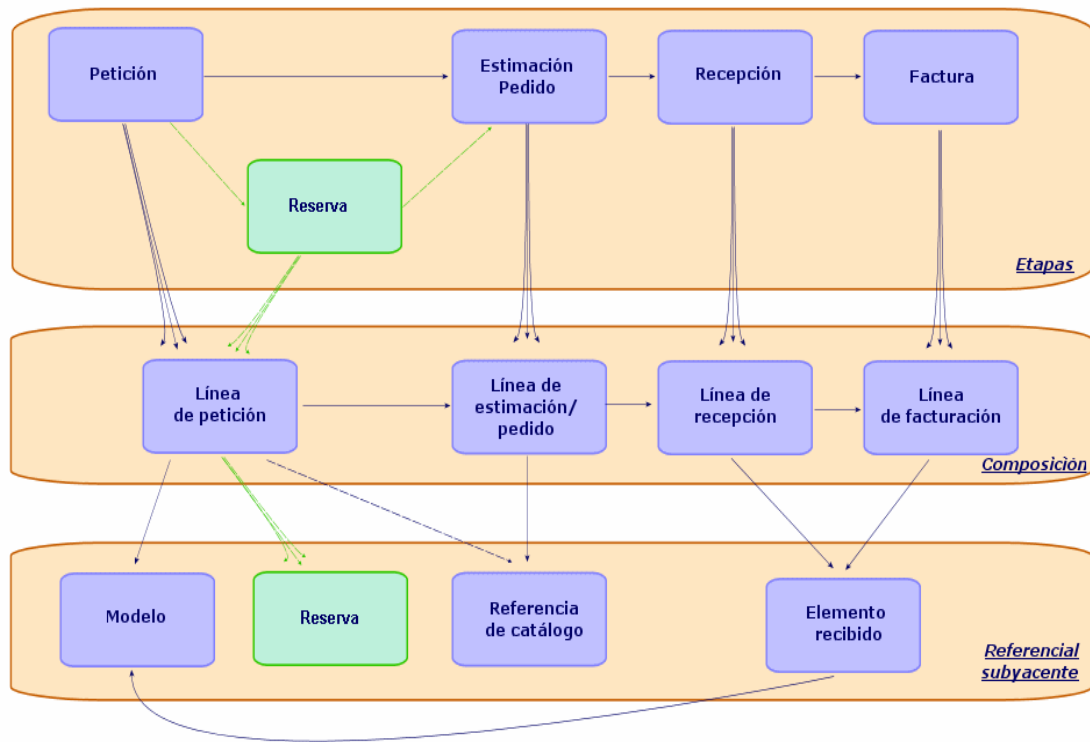 Petición
Estimación
Pedido
Recepción
Factura
Reserva
Etapas
Línea
de petición
Línea de
estimación/
pedido
Línea de
recepción
Línea
de facturación
Composición
Modelo
Reserva
Referencia
de catálogo
Elemento
recibido
Referencial
subyacente